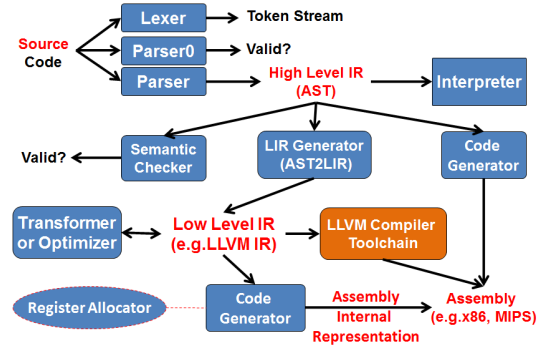 Lexer
Token Stream
Source
Code
Parser0
Valid?
Parser
High Level IR
(AST)
Interpreter
Valid?
Semantic
Checker
LIR Generator
(AST2LIR)
Code
Generator
Transformer
or Optimizer
Low Level IR
(e.g.LLVM IR)
LLVM Compiler
Toolchain
Register Allocator
Code
Generator
Assembly
Internal
Representation
Assembly
(e.g.x86, MIPS)